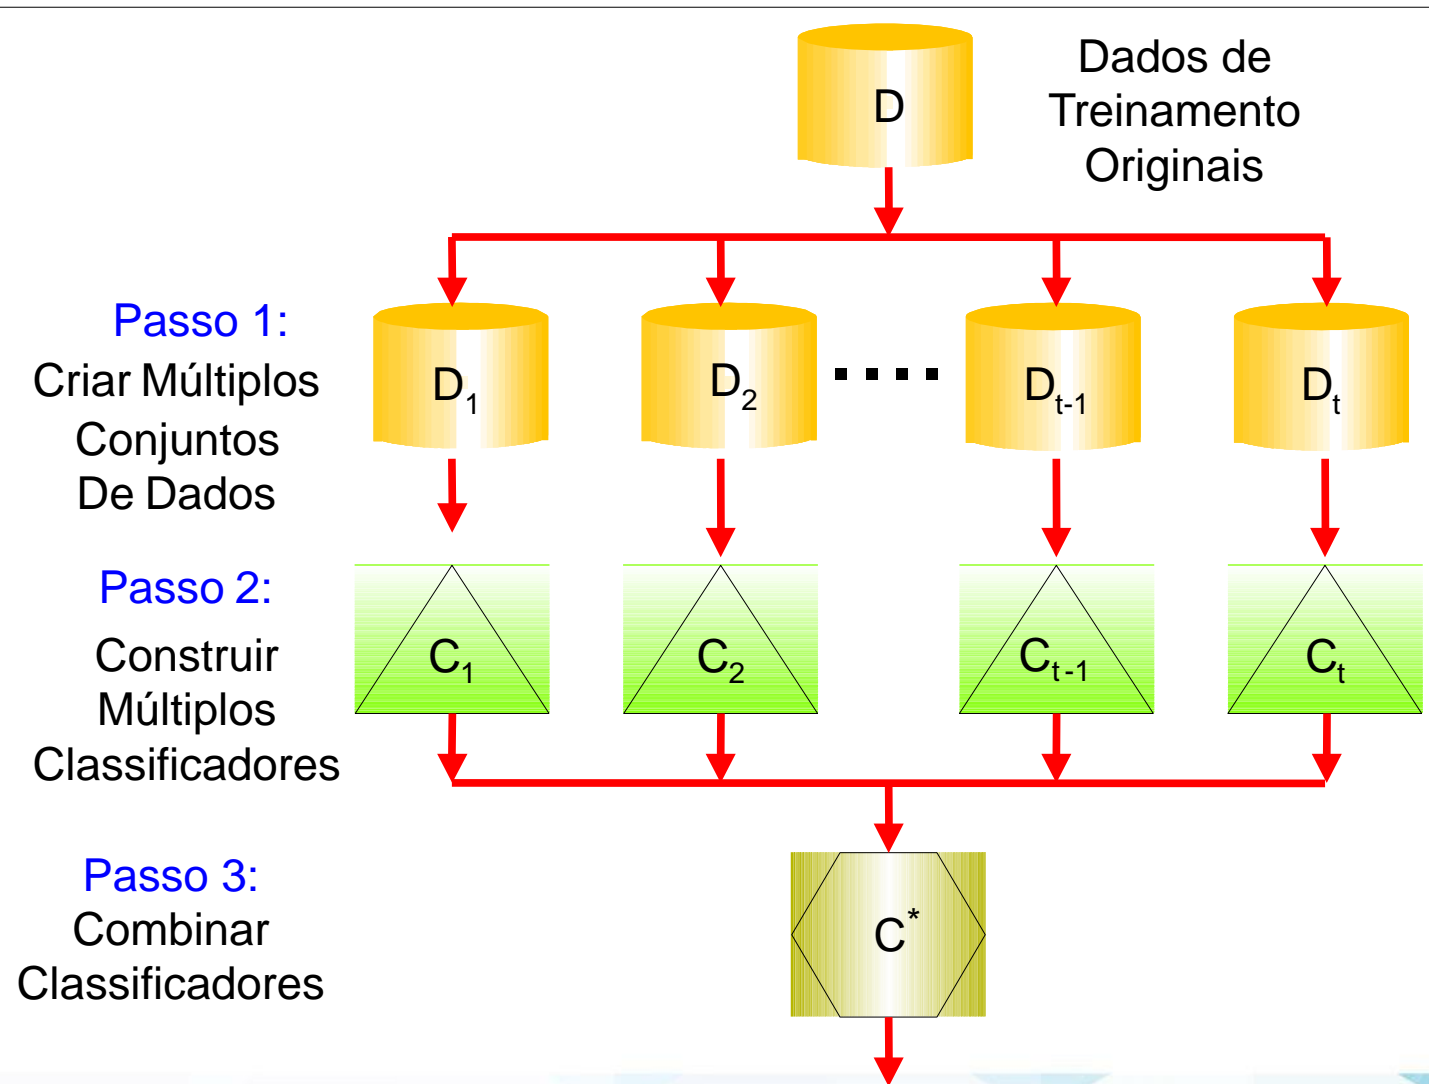 D
Dados de
Treinamento
Originais
Passo 1:
Criar Múltiplos
Conjuntos
De Dados
D1
D2
....
Dt-1
Dt
Passo 2:
Construir
Múltiplos
Classificadores
C1
C2
Ct-1
Ct
Passo 3:
Combinar
Classificadores
C*